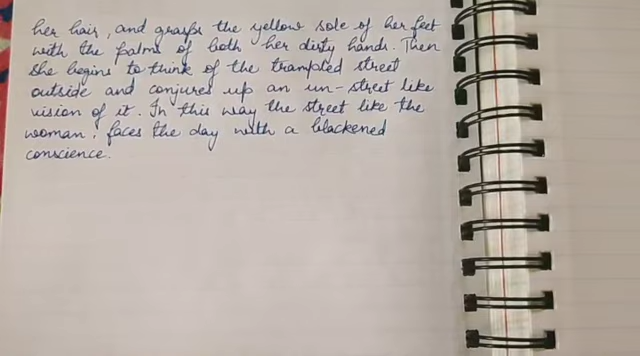 her hair, and grasps the yellow sole of her feet
with the palms of both her dirty hands. Then
she begins to think of the trampled street
outside and conjures up an un-street like
vision of it. In this way the street like the
woman, faces the day with a blackened
conscience.